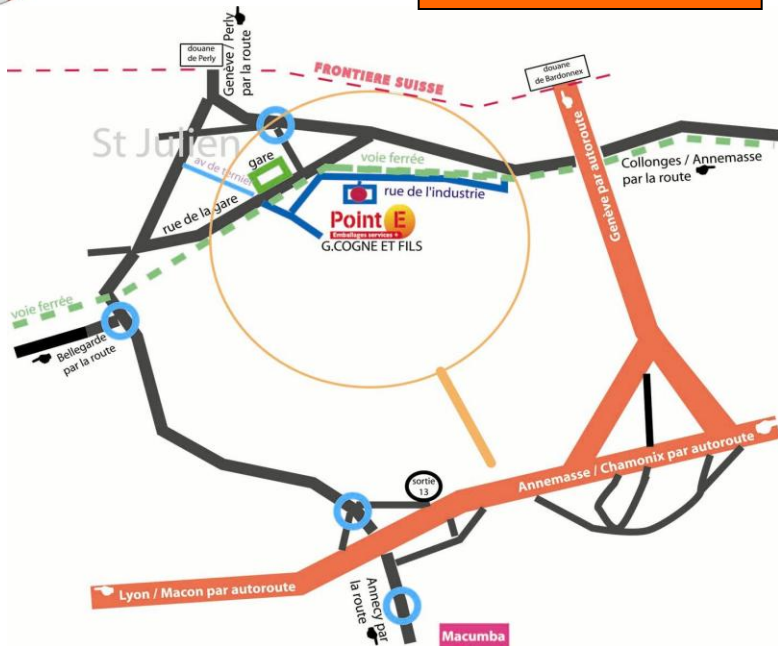 Genève / Perly
par la route
douane
de Perly
FRONTIERE SUISSE
douane
de Bardonnex
St Julien
gare
av de ternier
voie ferrée
Collonges / Annemasse
par la route
rue de la gare
rue de l'industrie
Point E
Emballages services +
G.COGNE ET FILS
Genève par autoroute
voie ferrée
Bellegarde
par la route
Annemasse / Chamonix par autoroute
sortie
13
Lyon / Macon par autoroute
Annecy par
la route
Macumba